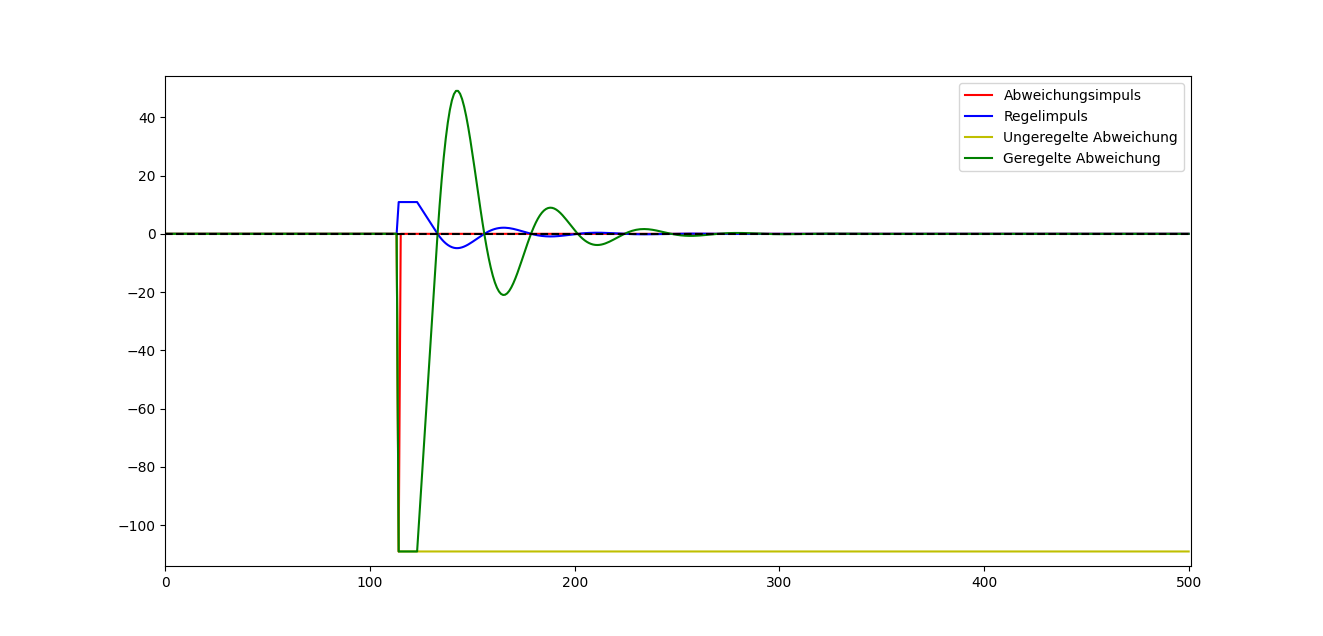 Abweichungsimpuls
Regelimpuls
Ungeregelte Abweichung
Geregelte Abweichung
40
20
0
−20
−40
−60
−80
−100
0 100 200 300 400 500